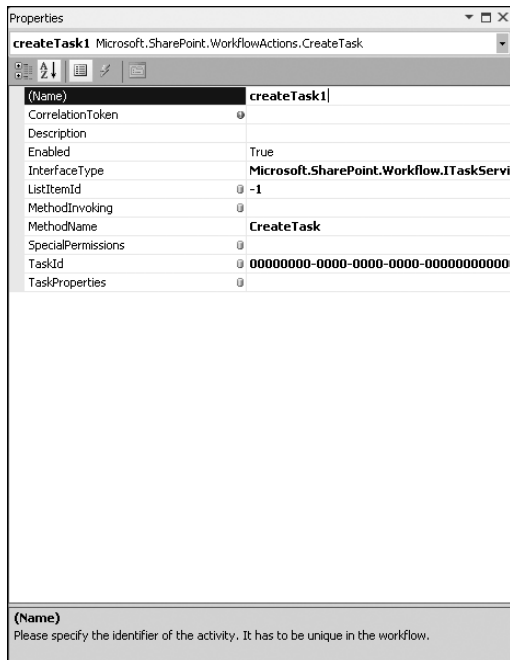 Properties
createTask1 Microsoft.SharePoint.WorkflowActions.CreateTask
(Name) createTask1
CorrelationToken
Description
Enabled True
InterfaceType Microsoft.SharePoint.Workflow.ITaskServi
ListItemId -1
MethodInvoking
MethodName CreateTask
SpecialPermissions
TaskId 00000000-0000-0000-0000-00000000000
TaskProperties
(Name)
Please specify the identifier of the activity. It has to be unique in the workflow.